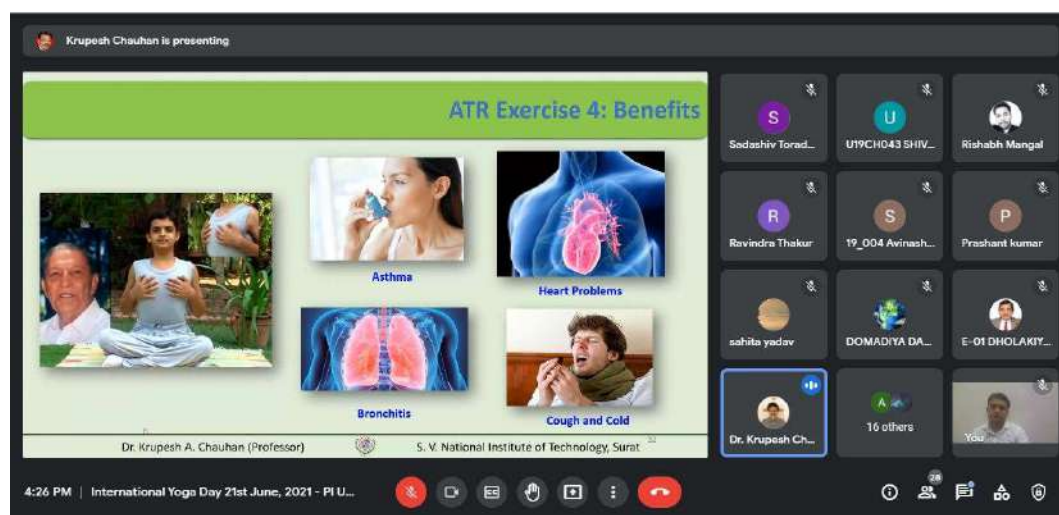 Krupesh Chauhan is presenting
ATR Exercise 4: Benefits
Asthma
Heart Problems
Bronchitis
Cough and Cold
Dr. Krupesh A. Chauhan (Professor)
S. V. National Institute of Technology, Surat
32
S
Sadashiv Torad...
U
U19CH043 SHIV...
Rishabh Mangal
R
Ravindra Thakur
S
19_004 Avinash...
P
Prashant kumar
sahita yadav
DOMADIYA DA...
E-01 DHOLAKIY...
Dr. Krupesh Ch...
A
16 others
You
4:26 PM | International Yoga Day 21st June, 2021 - PI U...
CC
28